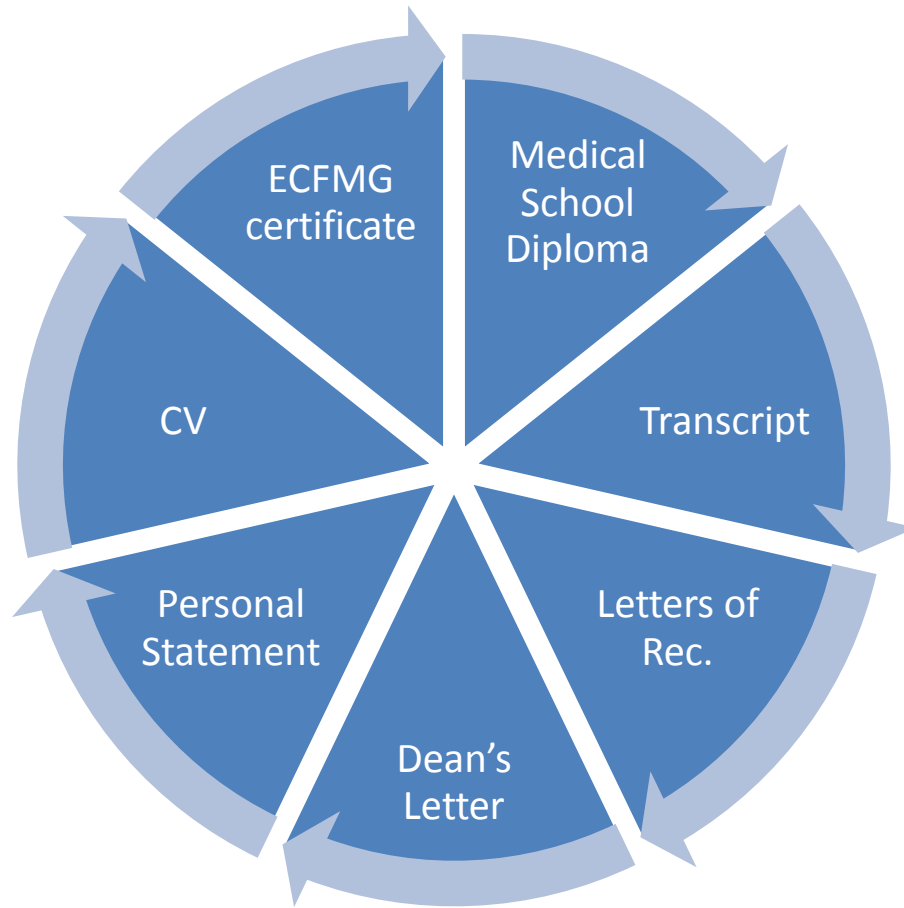 Medical
School
Diploma
Transcript
Letters of
Rec.
Dean’s
Letter
Personal
Statement
CV
ECFMG
certificate